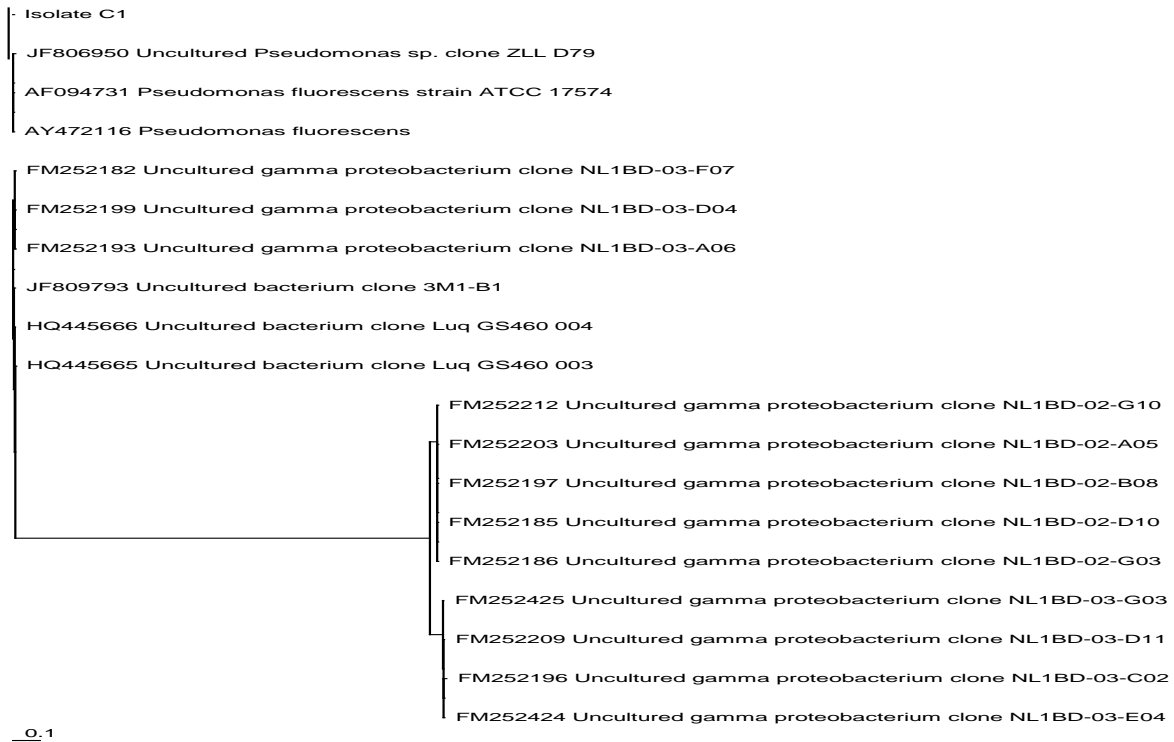 Isolate C1
JF806950 Uncultured Pseudomonas sp. clone ZLL D79
AF094731 Pseudomonas fluorescens strain ATCC 17574
AY472116 Pseudomonas fluorescens
FM252182 Uncultured gamma proteobacterium clone NL1BD-03-F07
FM252199 Uncultured gamma proteobacterium clone NL1BD-03-D04
FM252193 Uncultured gamma proteobacterium clone NL1BD-03-A06
JF809793 Uncultured bacterium clone 3M1-B1
HQ445666 Uncultured bacterium clone Luq GS460 004
HQ445665 Uncultured bacterium clone Luq GS460 003
FM252212 Uncultured gamma proteobacterium clone NL1BD-02-G10
FM252203 Uncultured gamma proteobacterium clone NL1BD-02-A05
FM252197 Uncultured gamma proteobacterium clone NL1BD-02-B08
FM252185 Uncultured gamma proteobacterium clone NL1BD-02-D10
FM252186 Uncultured gamma proteobacterium clone NL1BD-02-G03
FM252425 Uncultured gamma proteobacterium clone NL1BD-03-G03
FM252209 Uncultured gamma proteobacterium clone NL1BD-03-D11
FM252196 Uncultured gamma proteobacterium clone NL1BD-03-C02
FM252424 Uncultured gamma proteobacterium clone NL1BD-03-E04
0.1